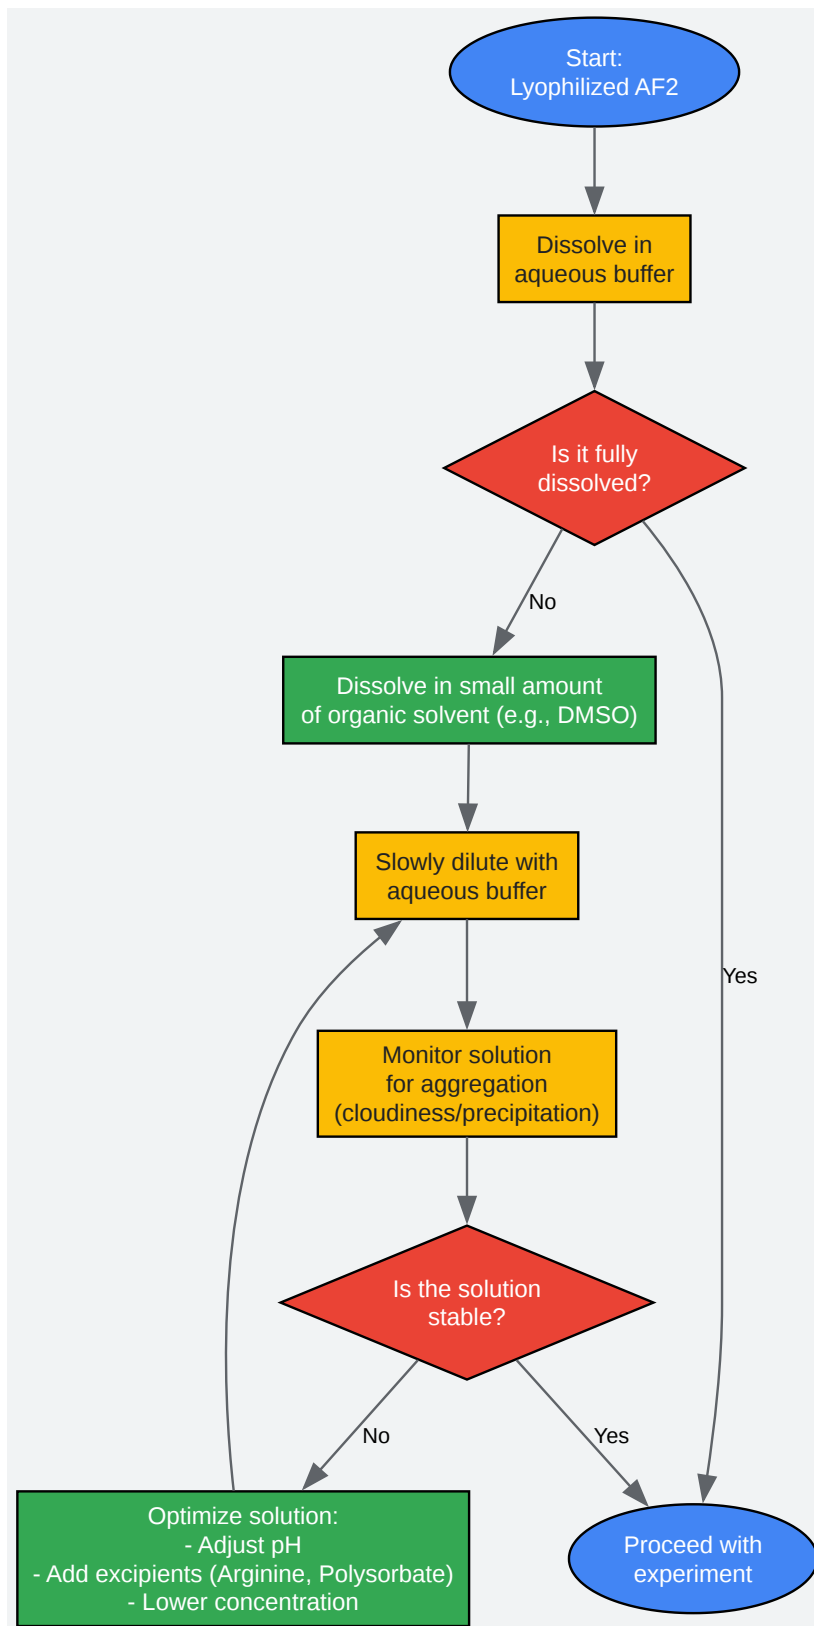 Start:
Lyophilized AF2
Dissolve in
aqueous buffer
Is it fully
dissolved?
No
Dissolve in small amount
of organic solvent (e.g., DMSO)
Slowly dilute with
aqueous buffer
Yes
Monitor solution
for aggregation
(cloudiness/precipitation)
Is the solution
stable?
No
Yes
Optimize solution:
- Adjust pH
- Add excipients (Arginine, Polysorbate)
- Lower concentration
Proceed with
experiment